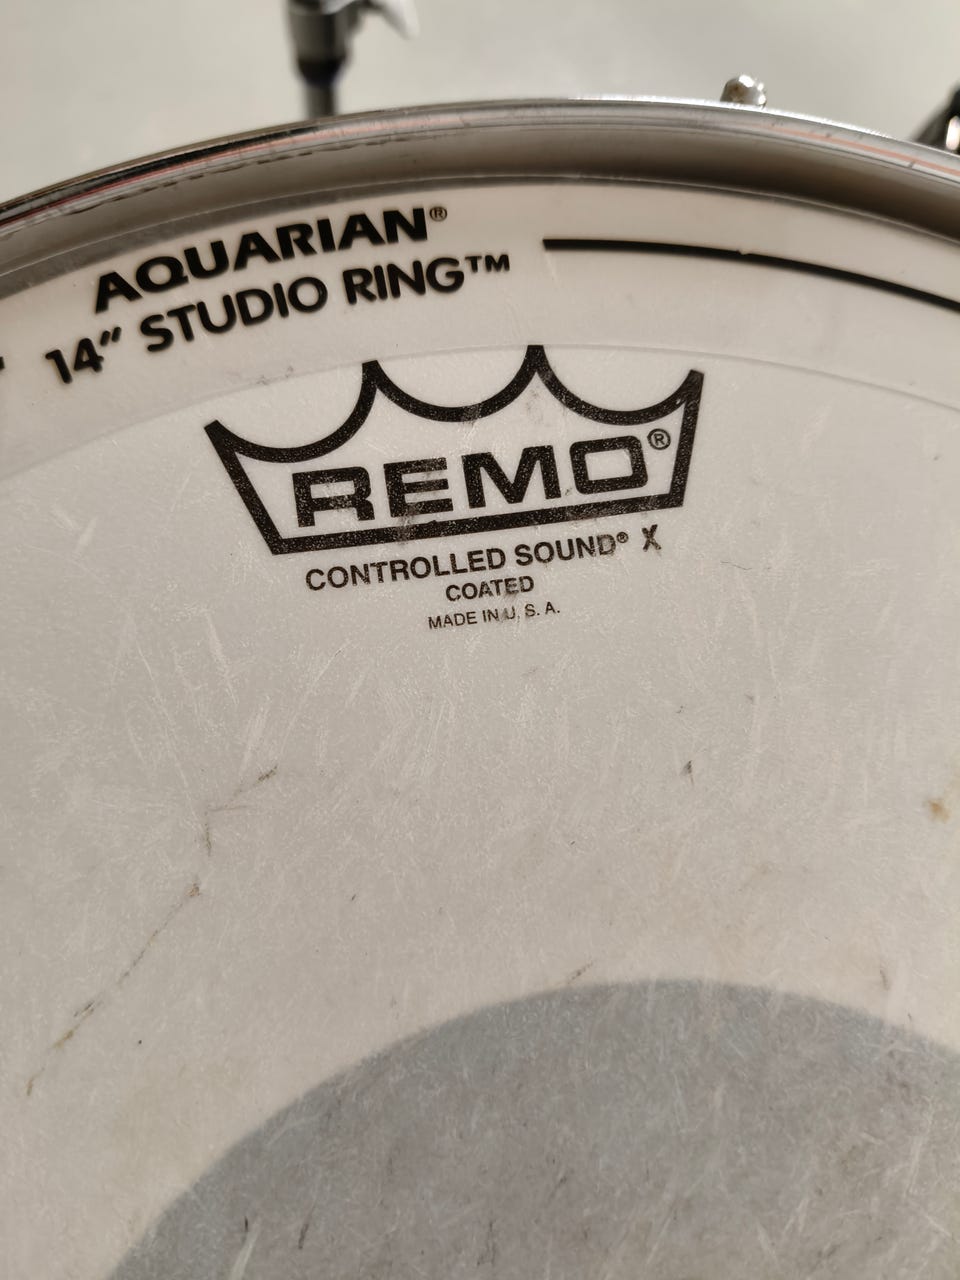 AQUARIAN®
14" STUDIO RING™
REMO®
CONTROLLED SOUND® X
COATED
MADE IN U.S.A.